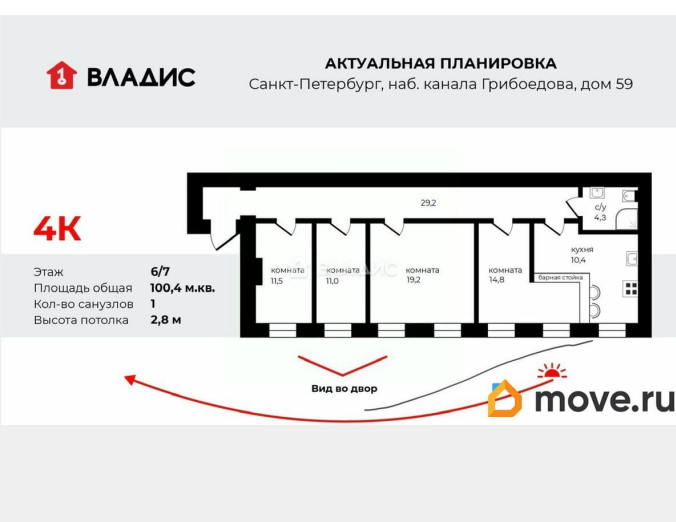 ВЛАДИС
АКТУАЛЬНАЯ ПЛАНИРОВКА
Санкт-Петербург, наб. канала Грибоедова, дом 59
4К
Этаж 6/7
Площадь общая 100,4 м.кв.
Кол-во санузлов 1
Высота потолка 2,8 м
29,2
с/у
4,3
комната
11,5
комната
11,0
комната
19,2
комната
14,8
кухня
10,4
барная стойка
ВЛАДИС
Вид во двор
move.ru